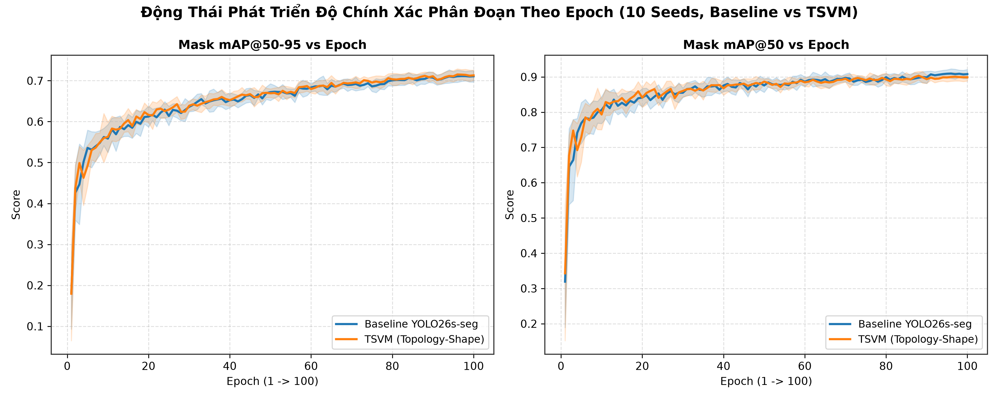 Động Thái Phát Triển Độ Chính Xác Phân Đoạn Theo Epoch (10 Seeds, Baseline vs TSVM)
Mask mAP@50-95 vs Epoch
Score
0.7
0.6
0.5
0.4
0.3
0.2
0.1
0 20 40 60 80 100
Epoch (1 -> 100)
Baseline YOLO26s-seg
TSVM (Topology-Shape)
Mask mAP@50 vs Epoch
Score
0.9
0.8
0.7
0.6
0.5
0.4
0.3
0.2
0 20 40 60 80 100
Epoch (1 -> 100)
Baseline YOLO26s-seg
TSVM (Topology-Shape)